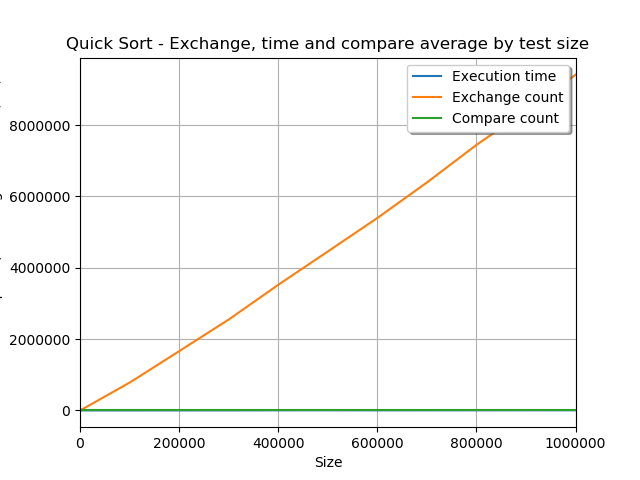 Quick Sort - Exchange, time and compare average by test size
Execution time
Exchange count
Compare count
8000000
6000000
4000000
2000000
0
0 200000 400000 600000 800000 1000000
Size